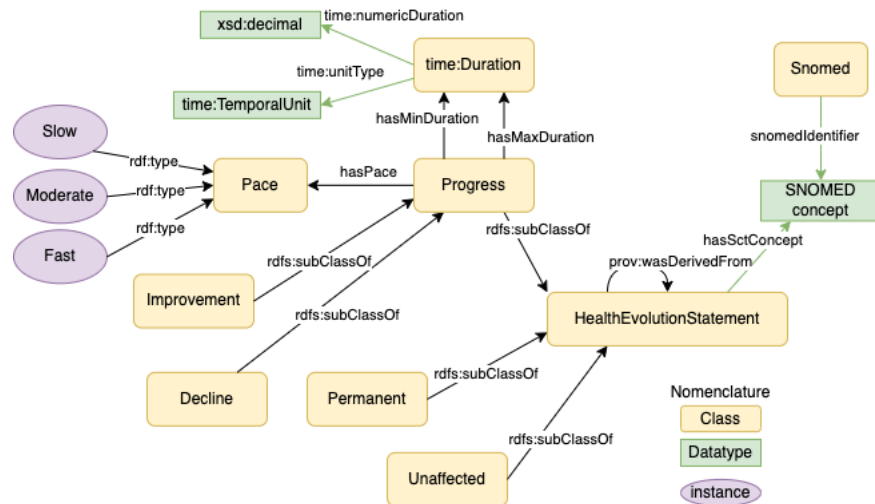 xsd:decimal
time:numericDuration
time:Duration
Snomed
time:unitType
time:TemporalUnit
hasMinDuration
hasMaxDuration
snomedIdentifier
Slow
rdf:type
Moderate
rdf:type
Pace
hasPace
Progress
SNOMED
concept
Fast
rdf:type
rdfs:subClassOf
hasSctConcept
rdfs:subClassOf
prov:wasDerivedFrom
Improvement
rdfs:subClassOf
HealthEvolutionStatement
rdfs:subClassOf
Decline
Permanent
Nomenclature
Class
rdfs:subClassOf
Datatype
Unaffected
instance